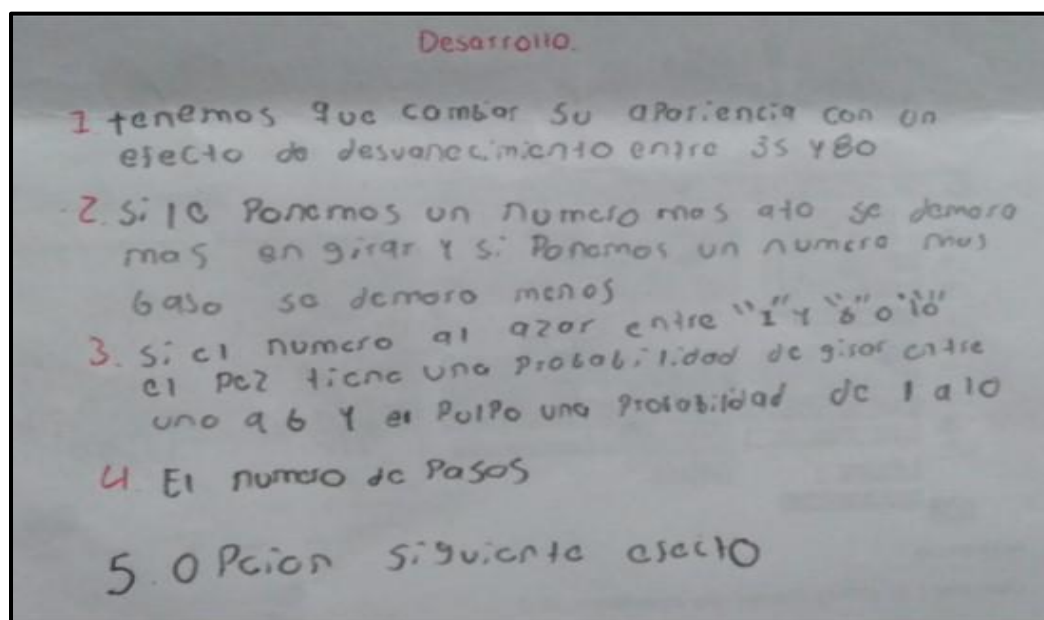 Desarrollo.
1 tenemos que combiar su apariencia con un
efecto de desvanecimiento entre 35 y 80
2. Si le Ponemos un numero mas ato se demora
mas en girar y si Ponemos un numero mas
baso se demora menos
3. Si el numero al azar entre "1" y "6" o "10"
el pez tiene una probabilidad de girar entre
uno a 6 y el Pulpo una probabilidad de 1 a 10
4. El numero de Pasos
5. Opcion siguiente efecto